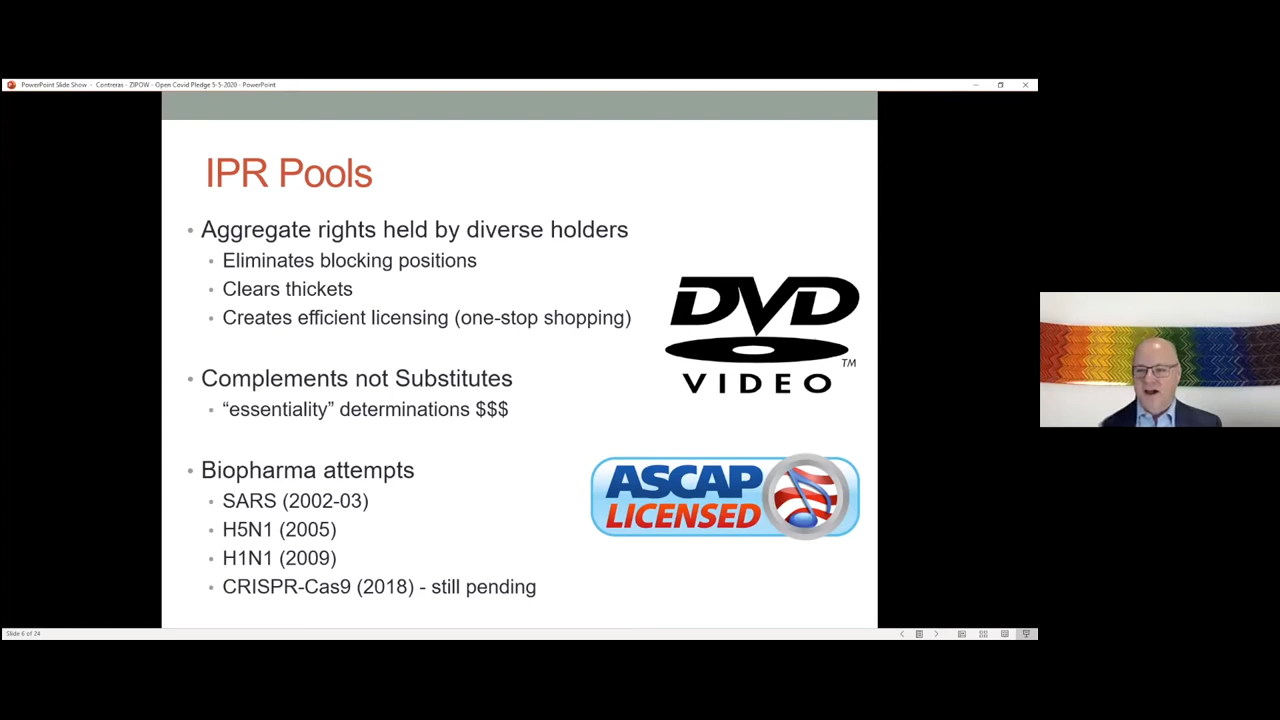 PowerPoint Slide Show - Contreras - ZIPOW - Open Covid Pledge 5-5-2020 - PowerPoint
IPR Pools
• Aggregate rights held by diverse holders
• Eliminates blocking positions
• Clears thickets
• Creates efficient licensing (one-stop shopping)
• Complements not Substitutes
• “essentiality” determinations $$$
• Biopharma attempts
• SARS (2002-03)
• H5N1 (2005)
• H1N1 (2009)
• CRISPR-Cas9 (2018) - still pending
DVD
TM
VIDEO
ASCAP
LICENSED
Slide 6 of 24